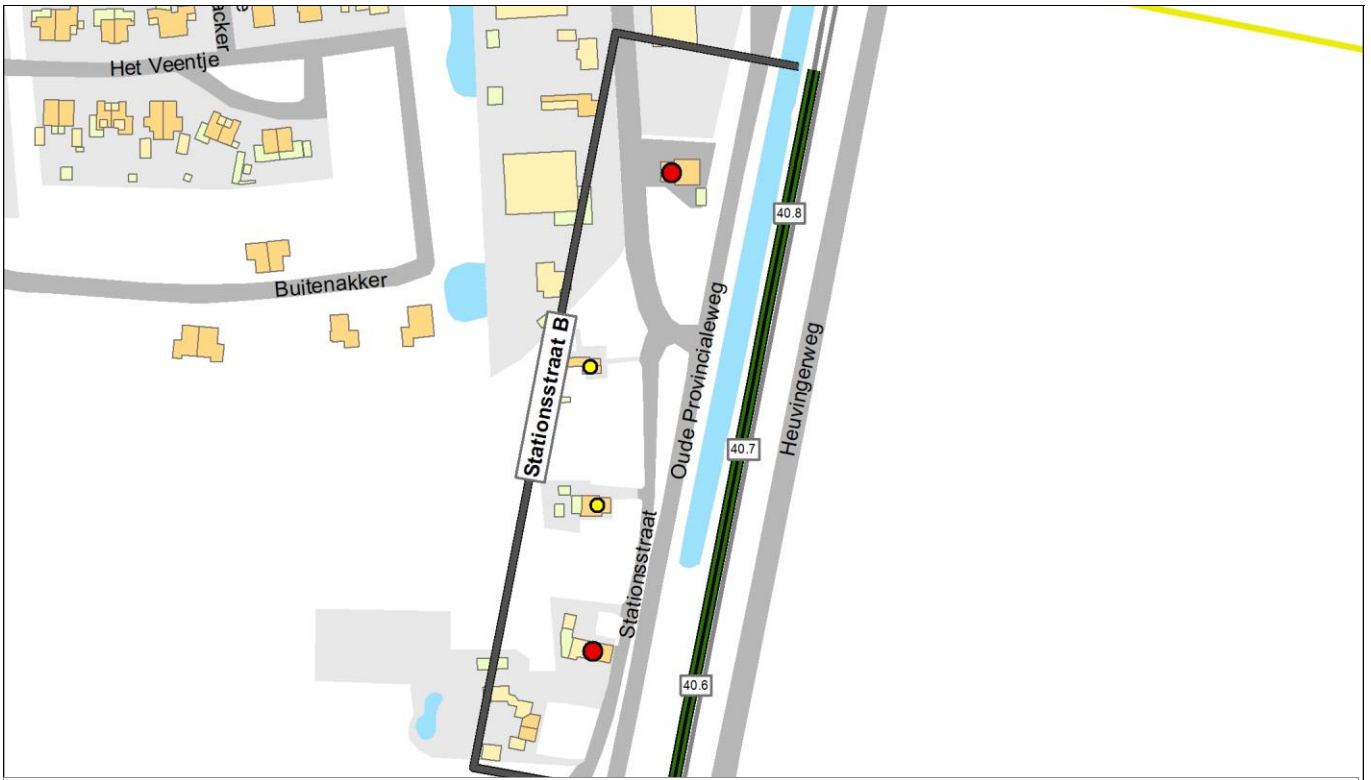 acker
Het Veentje
Buitenakker
Stationsstraat B
Oude Provincialeweg
Heuvingerweg
Stationsstraat
40.8
40.7
40.6